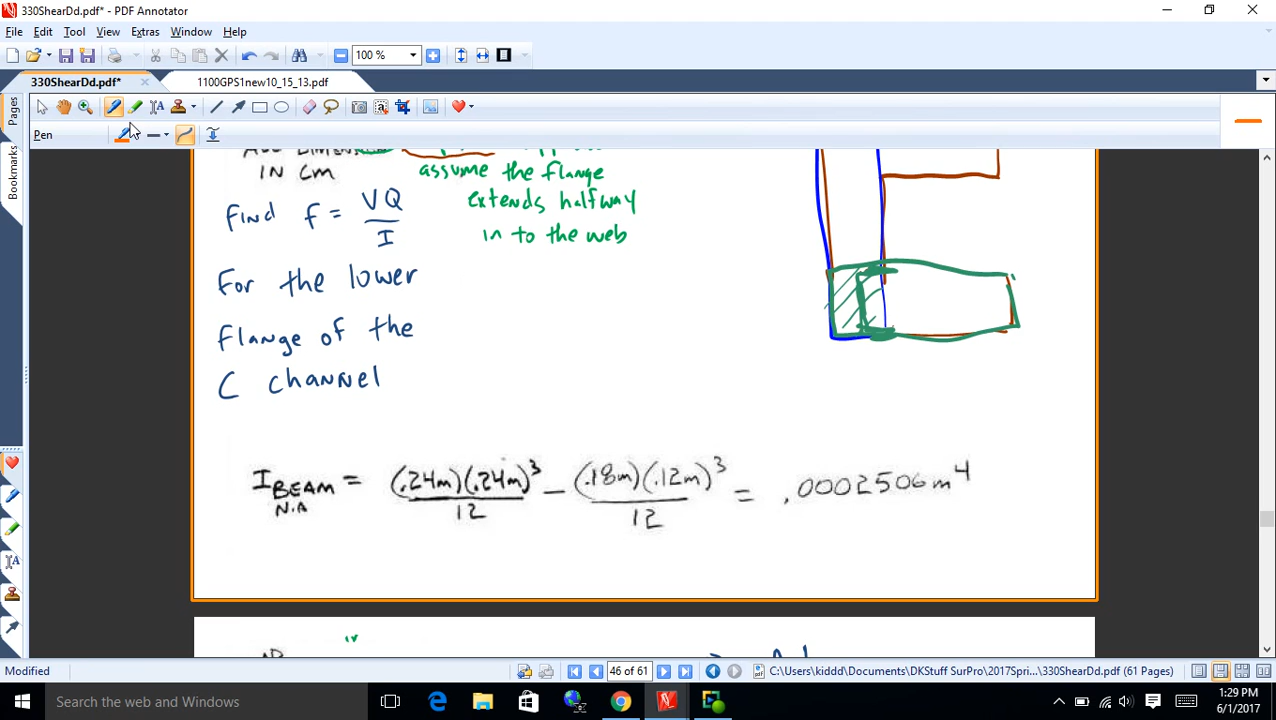 330ShearDd.pdf* - PDF Annotator
File Edit Tool View Extras Window Help
100 %
330ShearDd.pdf* 1100GPS1new10_15_13.pdf
Pages
Bookmarks
Pen
IN cm
assume the flange
extends halfway
in to the web
Find f = VQ / I
For the lower
flange of the
C channel
I BEAM N.A = (.24m)(.24m)³ / 12 - (.18m)(.12m)³ / 12 = .0002506 m⁴
Modified
46 of 61
C:\Users\kiddd\Documents\DKStuff SurPro\2017Spri...\330ShearDd.pdf (61 Pages)
Search the web and Windows
1:29 PM
6/1/2017